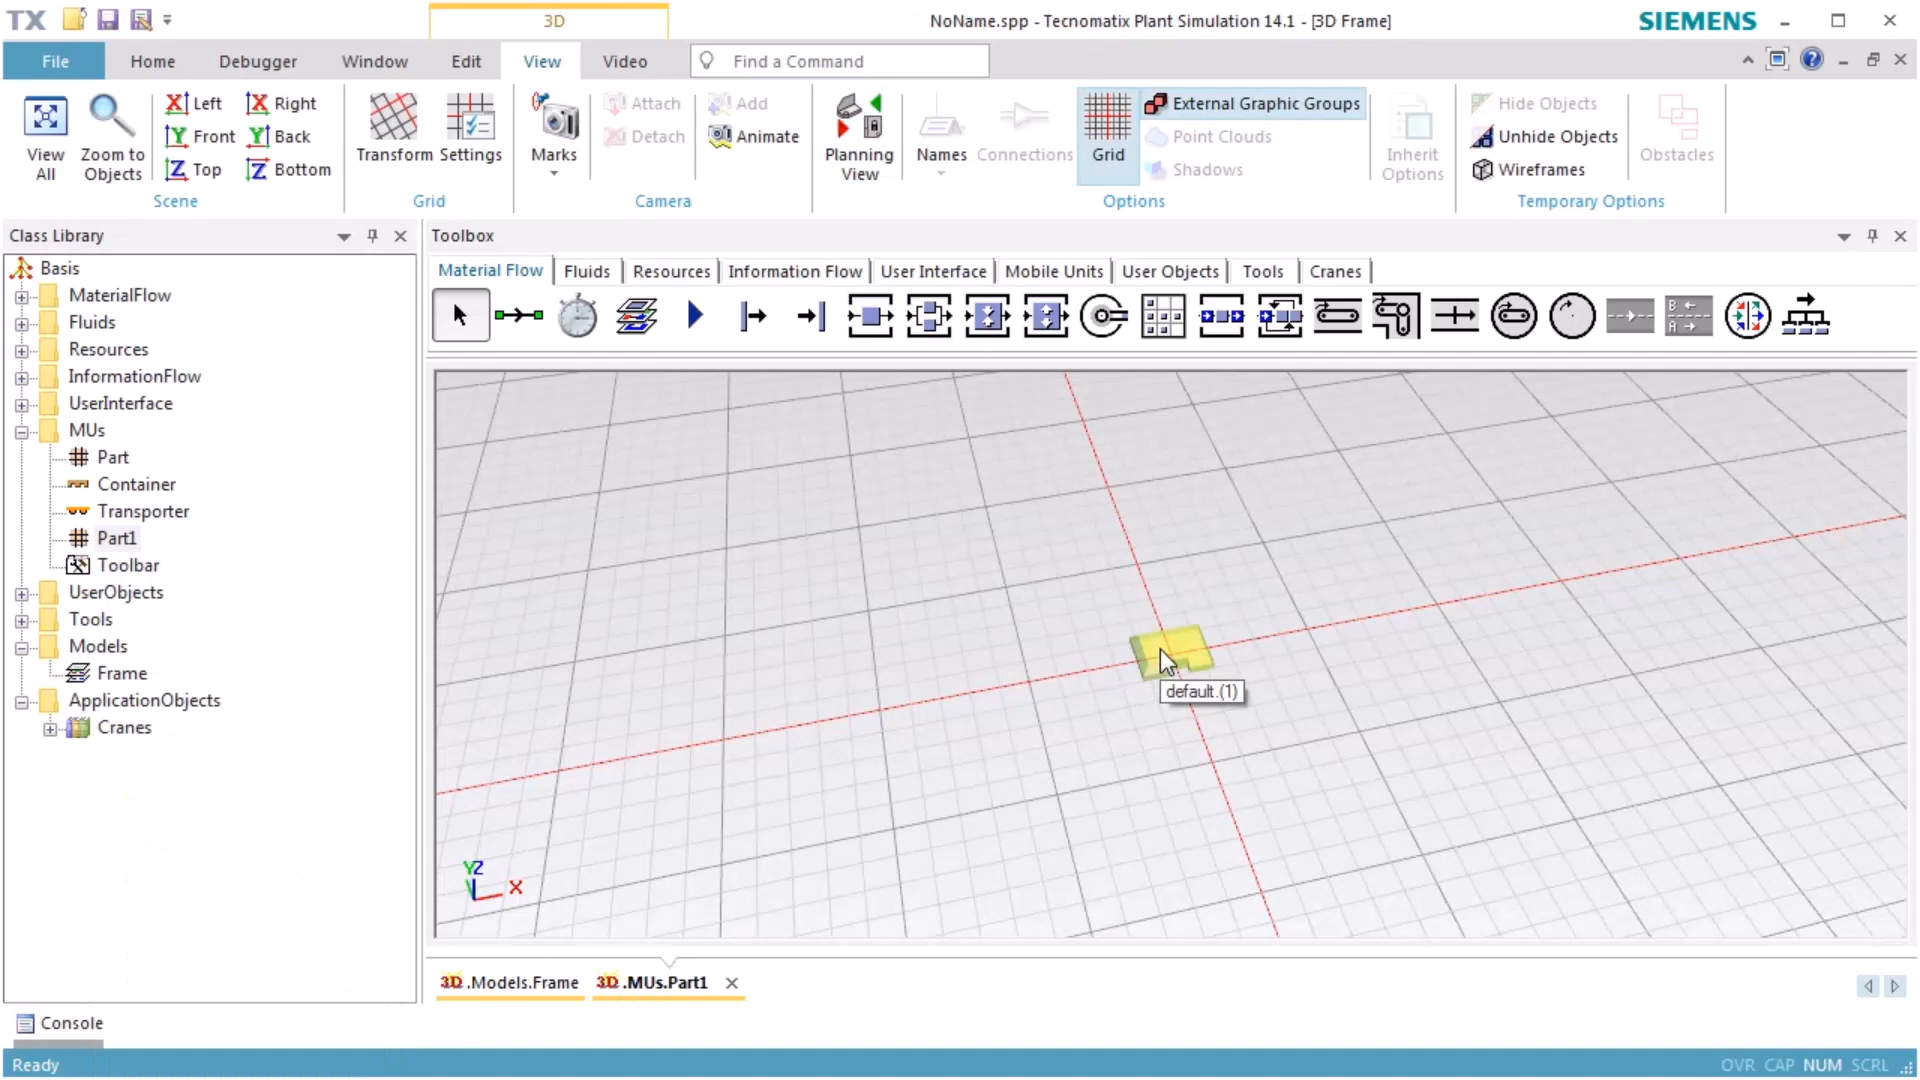 TX
3D
NoName.spp - Tecnomatix Plant Simulation 14.1 - [3D Frame]
SIEMENS
File
Home
Debugger
Window
Edit
View
Video
Find a Command
View All
Zoom to Objects
Left
Front
Top
Right
Back
Bottom
Scene
Transform
Settings
Grid
Marks
Attach
Detach
Add
Animate
Camera
Planning View
Names
Connections
Grid
External Graphic Groups
Point Clouds
Shadows
Options
Inherit Options
Hide Objects
Unhide Objects
Wireframes
Obstacles
Temporary Options
Class Library
Basis
MaterialFlow
Fluids
Resources
InformationFlow
UserInterface
MUs
Part
Container
Transporter
Part1
Toolbar
UserObjects
Tools
Models
Frame
ApplicationObjects
Cranes
Toolbox
Material Flow
Fluids
Resources
Information Flow
User Interface
Mobile Units
User Objects
Tools
Cranes
B
A
default.(1)
YZ
X
3D .Models.Frame
3D .MUs.Part1
Console
Ready
OVR CAP NUM SCRL